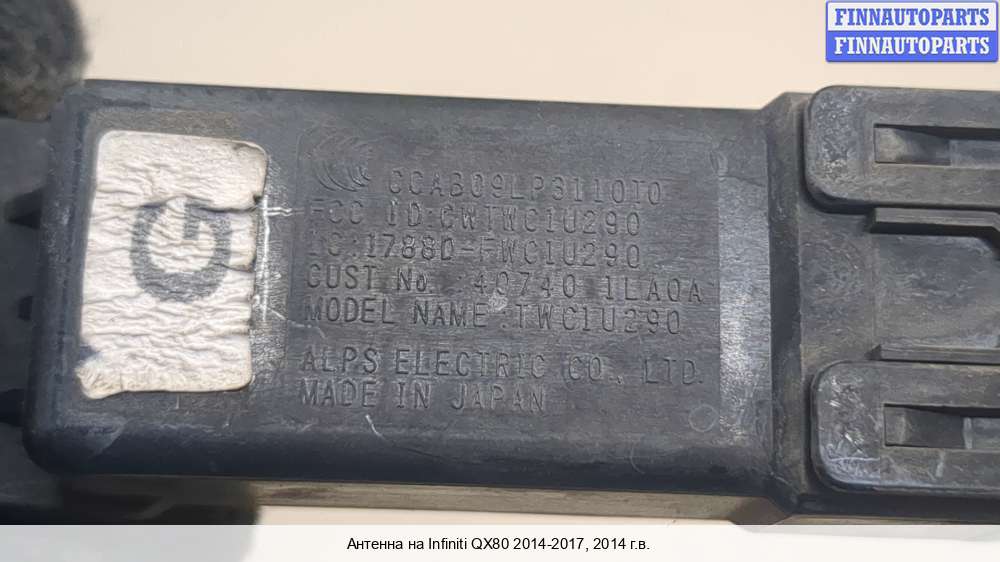 FINNAUTOPARTS
FINNAUTOPARTS
G
CCAB09LP3110T0
FCC ID:CWTWC1U290
IC:1788D-FWC1U290
CUST No. 40740 1LA0A
MODEL NAME:TWC1U290
ALPS ELECTRIC CO., LTD.
MADE IN JAPAN
Антенна на Infiniti QX80 2014-2017, 2014 г.в.